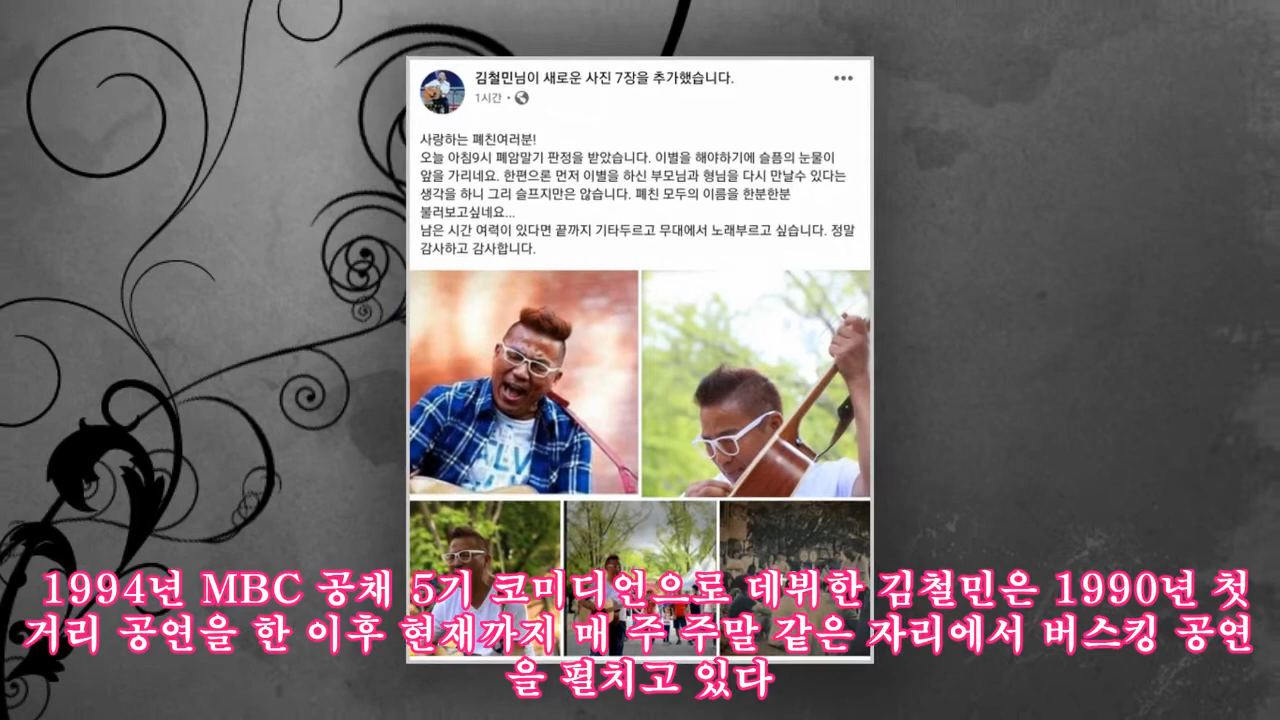 김철민님이 새로운 사진 7장을 추가했습니다.
1시간 ·
사랑하는 폐친여러분!
오늘 아침9시 폐암말기 판정을 받았습니다. 이별을 해야하기에 슬픔의 눈물이
앞을 가리네요. 한편으론 먼저 이별을 하신 부모님과 형님을 다시 만날수 있다는
생각을 하니 그리 슬프지만은 않습니다. 폐친 모두의 이름을 한분한분
불러보고싶네요...
남은 시간 여력이 있다면 끝까지 기타두르고 무대에서 노래부르고 싶습니다. 정말
감사하고 감사합니다.
1994년 MBC 공채 5기 코미디언으로 데뷔한 김철민은 1990년 첫
거리 공연을 한 이후 현재까지 매 주 주말 같은 자리에서 버스킹 공연
을 펼치고 있다